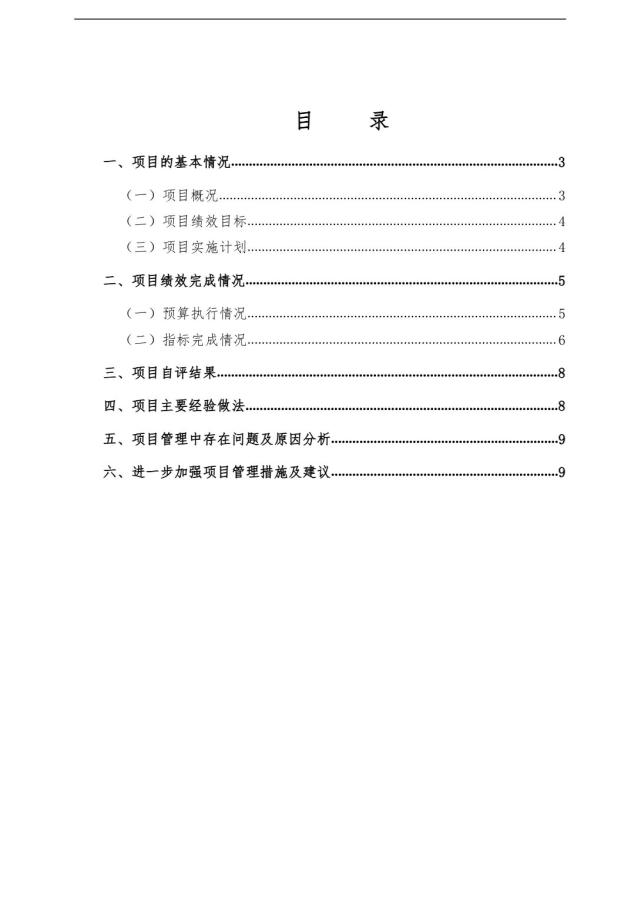 目 录
一、项目的基本情况........................................3
（一）项目概况........................................3
（二）项目绩效目标........................................4
（三）项目实施计划........................................4
二、项目绩效完成情况........................................5
（一）预算执行情况........................................5
（二）指标完成情况........................................6
三、项目自评结果........................................8
四、项目主要经验做法........................................8
五、项目管理中存在问题及原因分析........................................9
六、进一步加强项目管理措施及建议........................................9